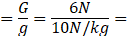 = G/g = 6N/10N/kg =